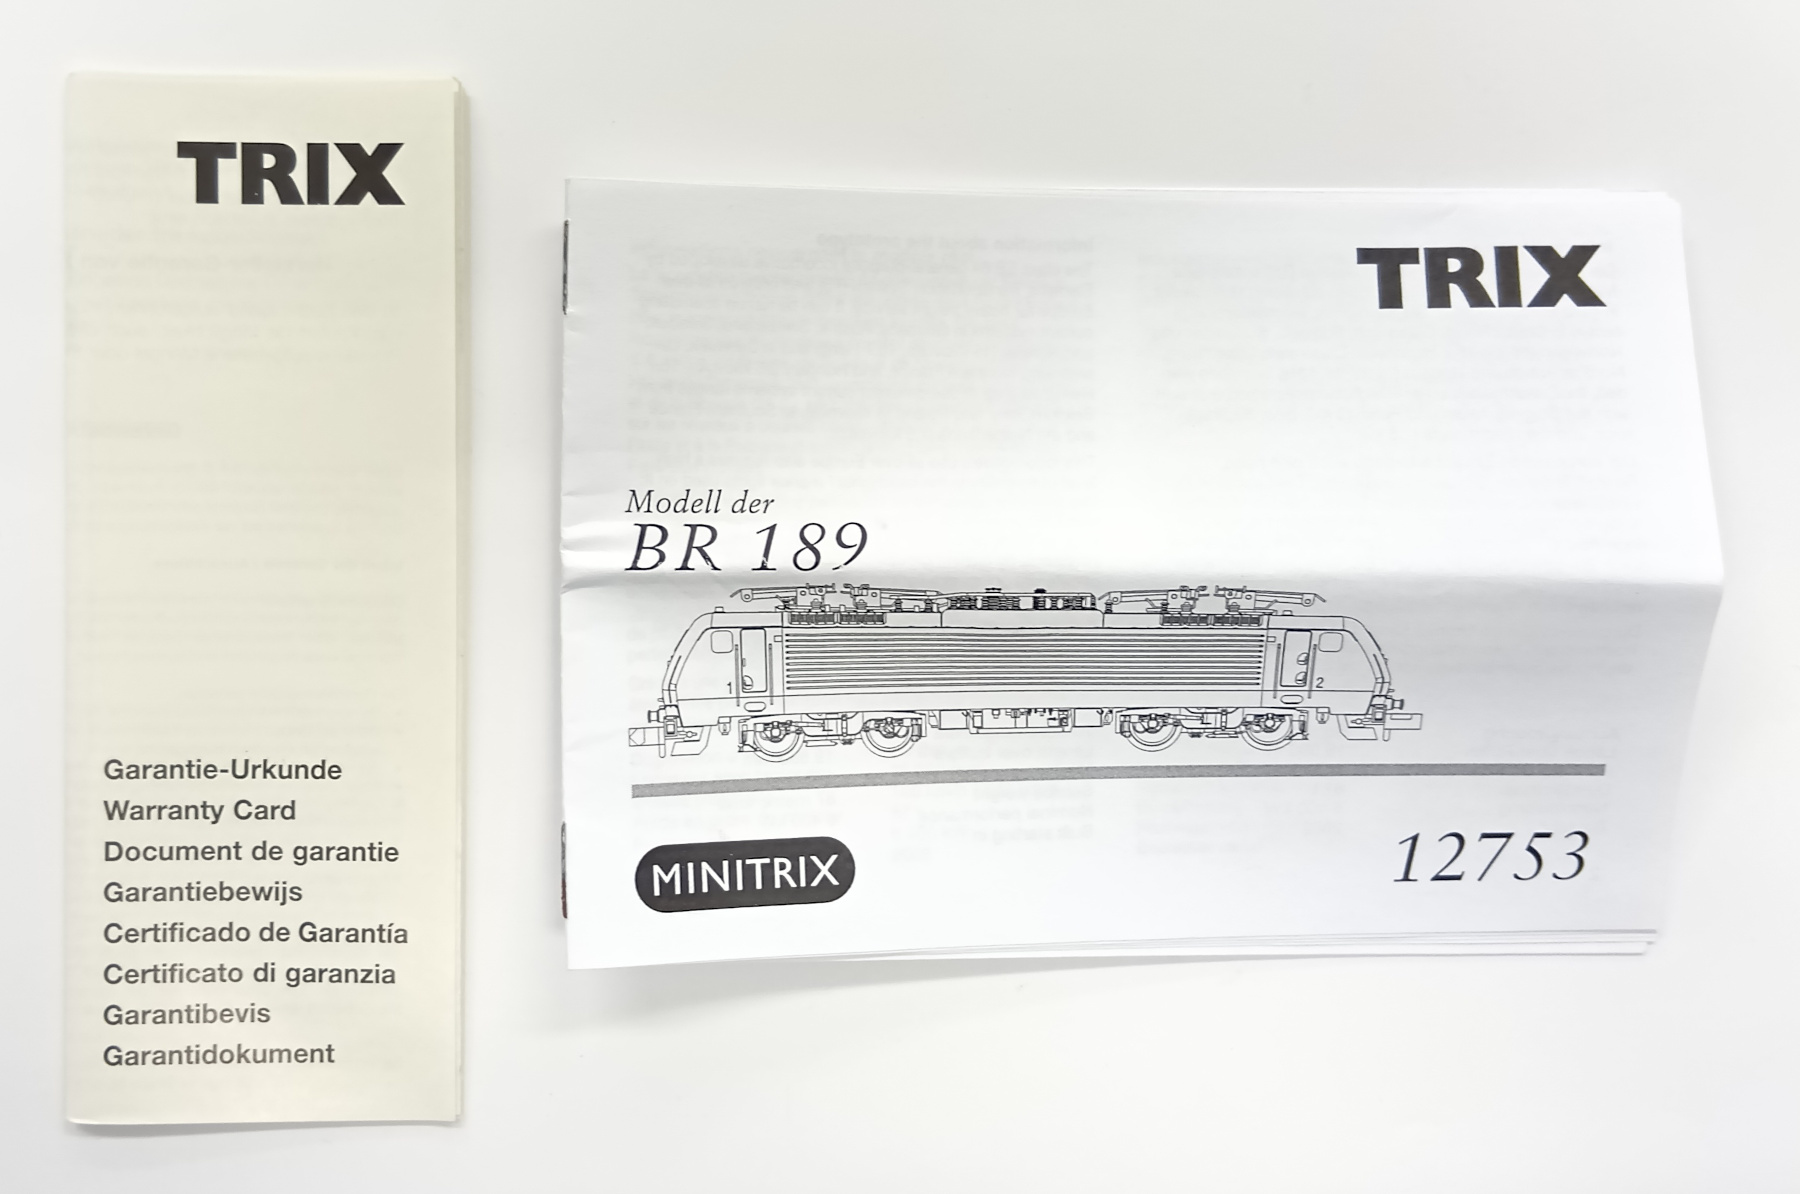 TRIX
Garantie-Urkunde
Warranty Card
Document de garantie
Garantiebewijs
Certificado de Garantía
Certificato di garanzia
Garantibevis
Garantidokument
TRIX
Modell der
BR 189
1
2
MINITRIX
12753